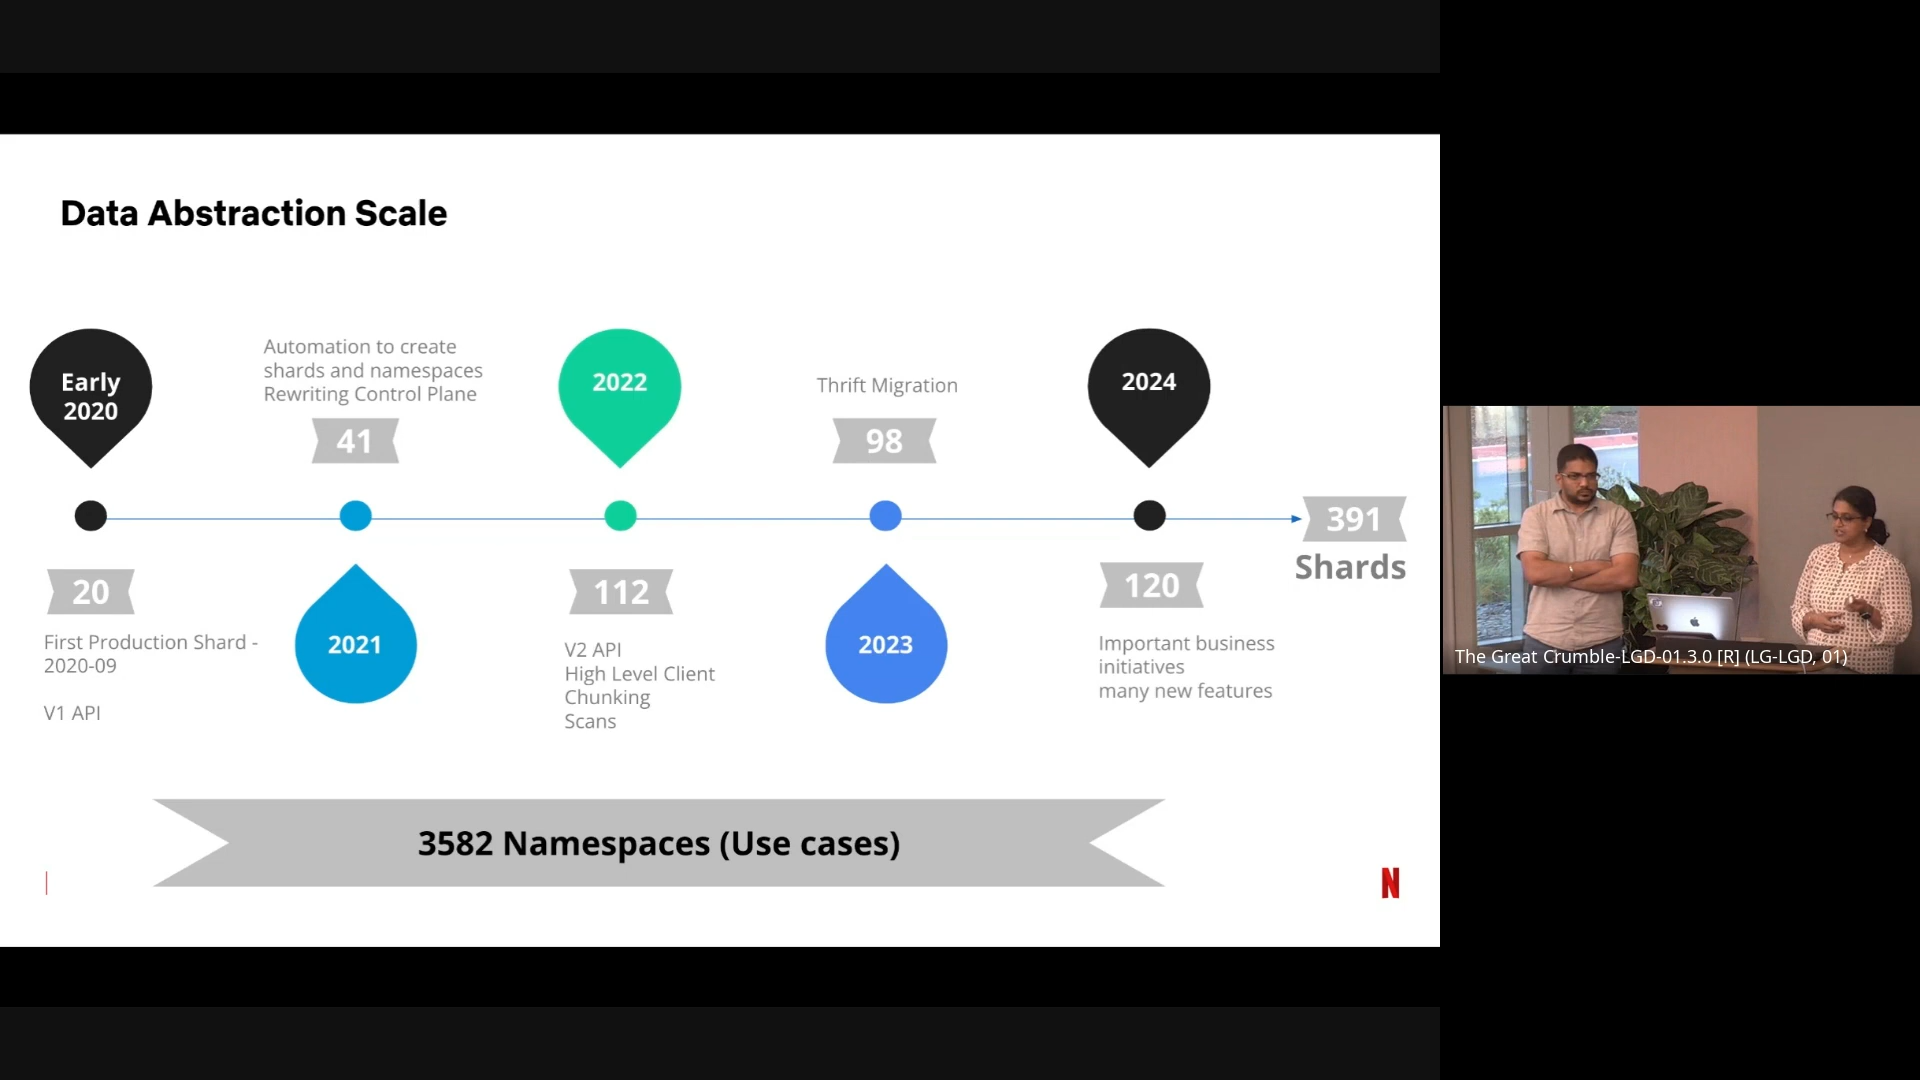 Data Abstraction Scale
Early
2020
20
First Production Shard -
2020-09
V1 API
Automation to create
shards and namespaces
Rewriting Control Plane
41
2021
2022
112
V2 API
High Level Client
Chunking
Scans
Thrift Migration
98
2023
2024
120
Important business
initiatives
many new features
391
Shards
3582 Namespaces (Use cases)
N
The Great Crumble-LGD-01.3.0 [R] (LG-LGD, 01)